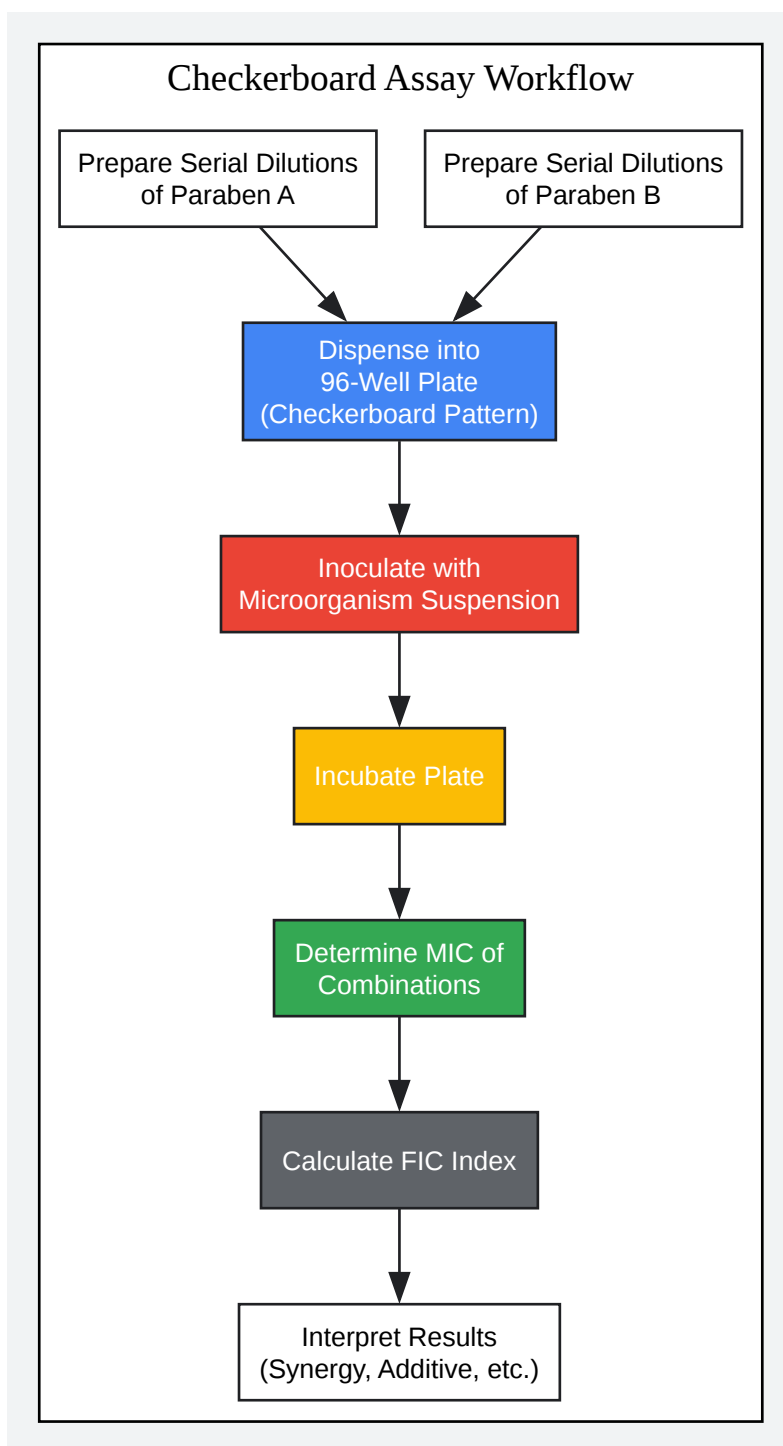 Checkerboard Assay Workflow
Prepare Serial Dilutions
of Paraben A
Prepare Serial Dilutions
of Paraben B
Dispense into
96-Well Plate
(Checkerboard Pattern)
Inoculate with
Microorganism Suspension
Incubate Plate
Determine MIC of
Combinations
Calculate FIC Index
Interpret Results
(Synergy, Additive, etc.)